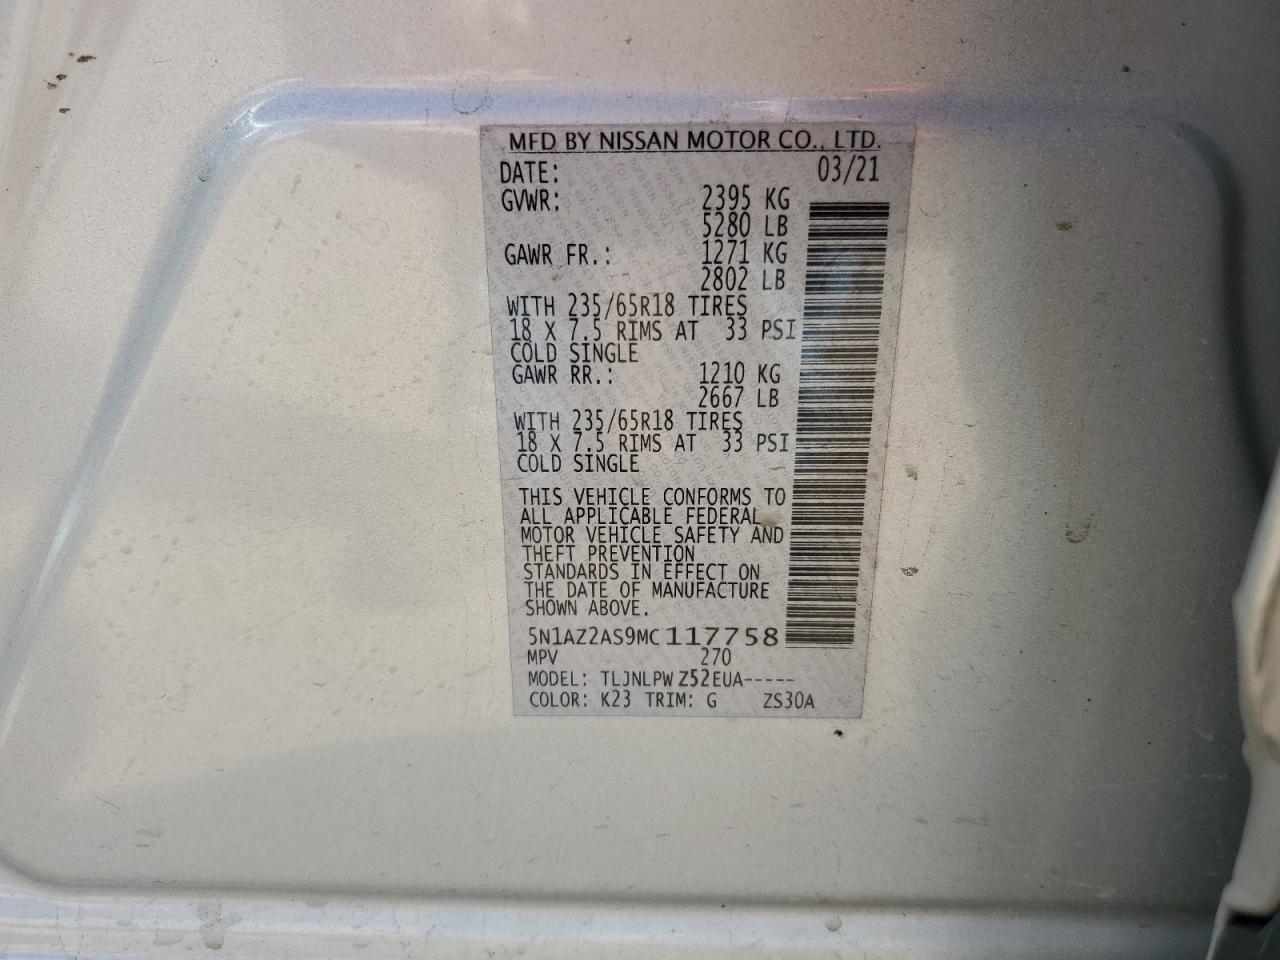 MFD BY NISSAN MOTOR CO., LTD.
DATE: 03/21
GVWR: 2395 KG
5280 LB
GAWR FR.: 1271 KG
2802 LB
WITH 235/65R18 TIRES
18 X 7.5 RIMS AT 33 PSI
COLD SINGLE
GAWR RR.: 1210 KG
2667 LB
WITH 235/65R18 TIRES
18 X 7.5 RIMS AT 33 PSI
COLD SINGLE
THIS VEHICLE CONFORMS TO
ALL APPLICABLE FEDERAL
MOTOR VEHICLE SAFETY AND
THEFT PREVENTION
STANDARDS IN EFFECT ON
THE DATE OF MANUFACTURE
SHOWN ABOVE.
5N1AZ2AS9MC117758
MPV 270
MODEL: TLJNLPW Z52EUA-----
COLOR: K23 TRIM: G ZS30A